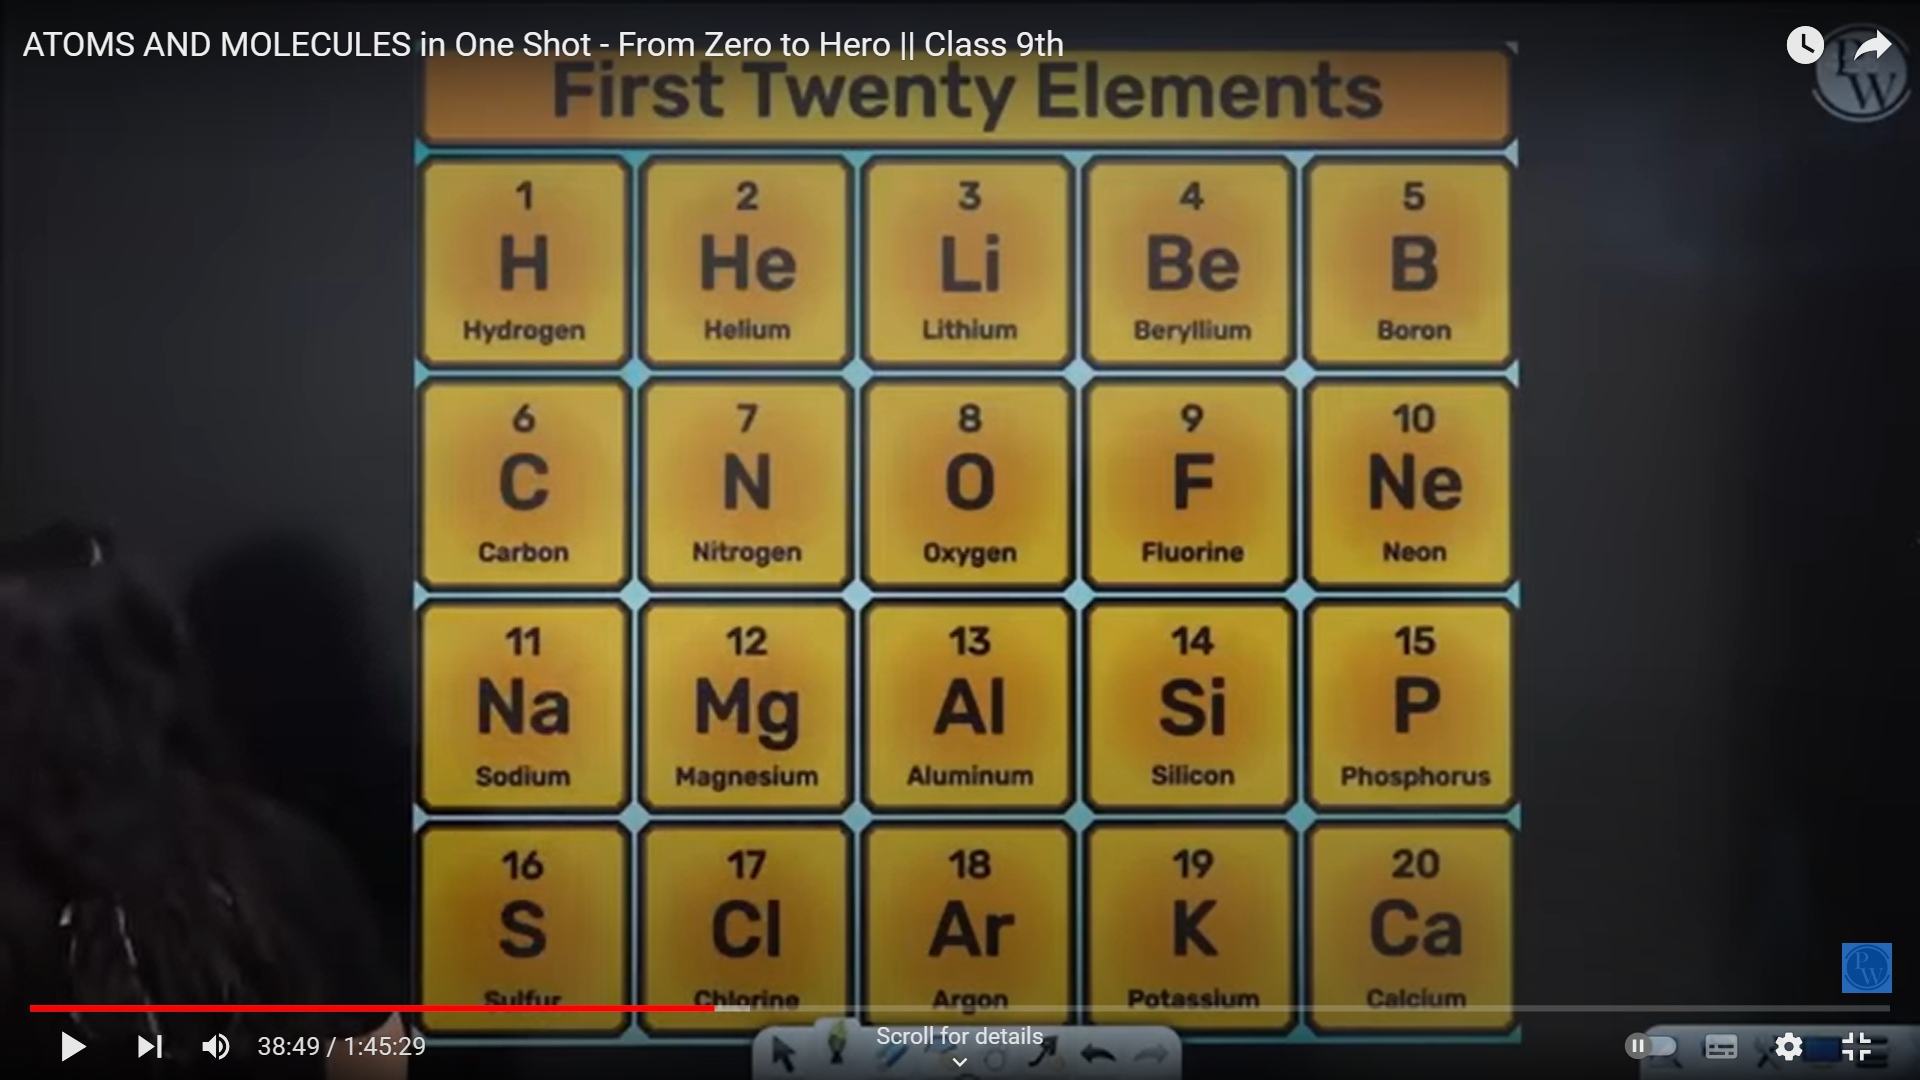 ATOMS AND MOLECULES in One Shot - From Zero to Hero || Class 9th
PW
First Twenty Elements
1 2 3 4 5
H He Li Be B
Hydrogen Helium Lithium Beryllium Boron
6 7 8 9 10
C N O F Ne
Carbon Nitrogen Oxygen Fluorine Neon
11 12 13 14 15
Na Mg Al Si P
Sodium Magnesium Aluminum Silicon Phosphorus
16 17 18 19 20
S Cl Ar K Ca
Sulfur Chlorine Argon Potassium Calcium
PW
38:49 / 1:45:29
Scroll for details